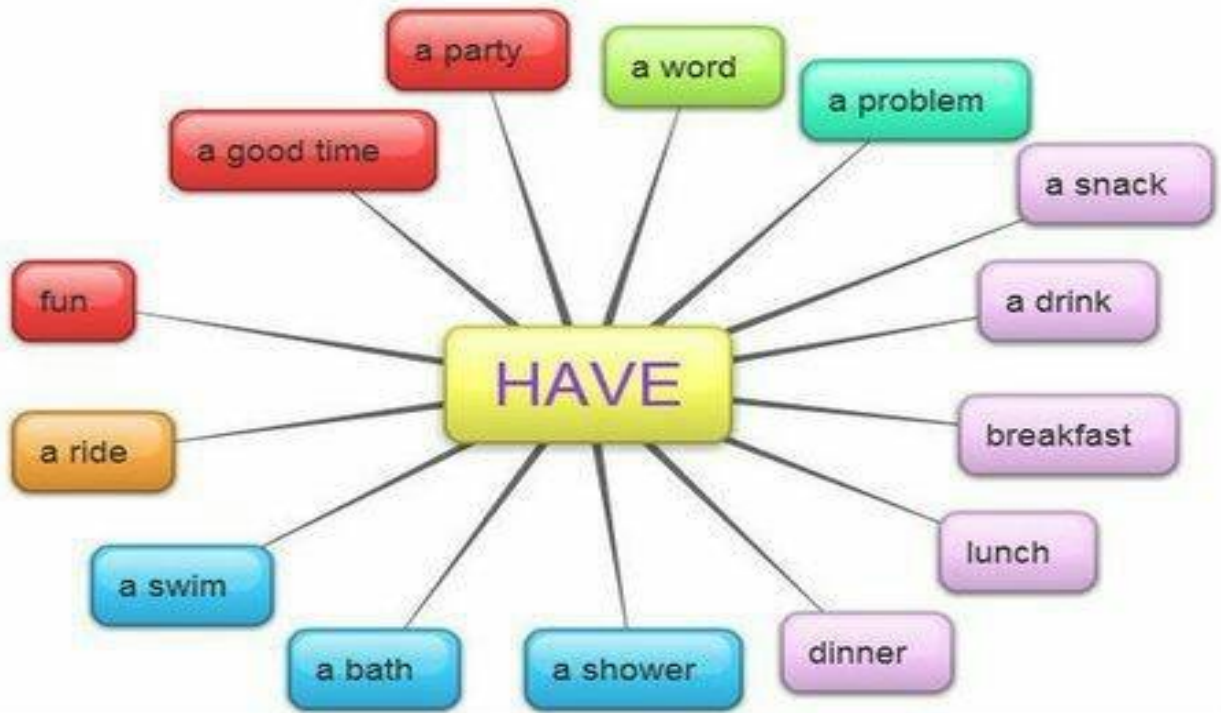 a party
a word
a problem
a good time
a snack
fun
a drink
HAVE
a ride
breakfast
lunch
a swim
dinner
a bath
a shower